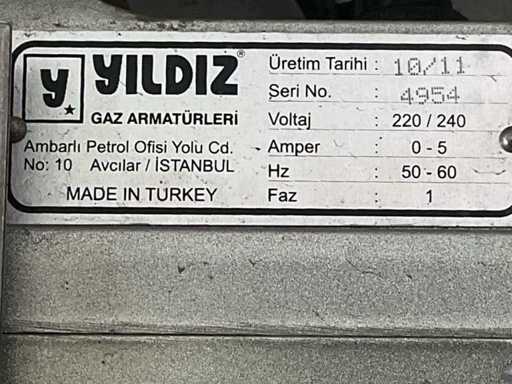 y YILDIZ®
GAZ ARMATÜRLERİ
Ambarlı Petrol Ofisi Yolu Cd.
No: 10 Avcılar / İSTANBUL
MADE IN TURKEY
Üretim Tarihi : 10/11
Seri No. : 4954
Voltaj : 220 / 240
Amper : 0 - 5
Hz : 50 - 60
Faz : 1